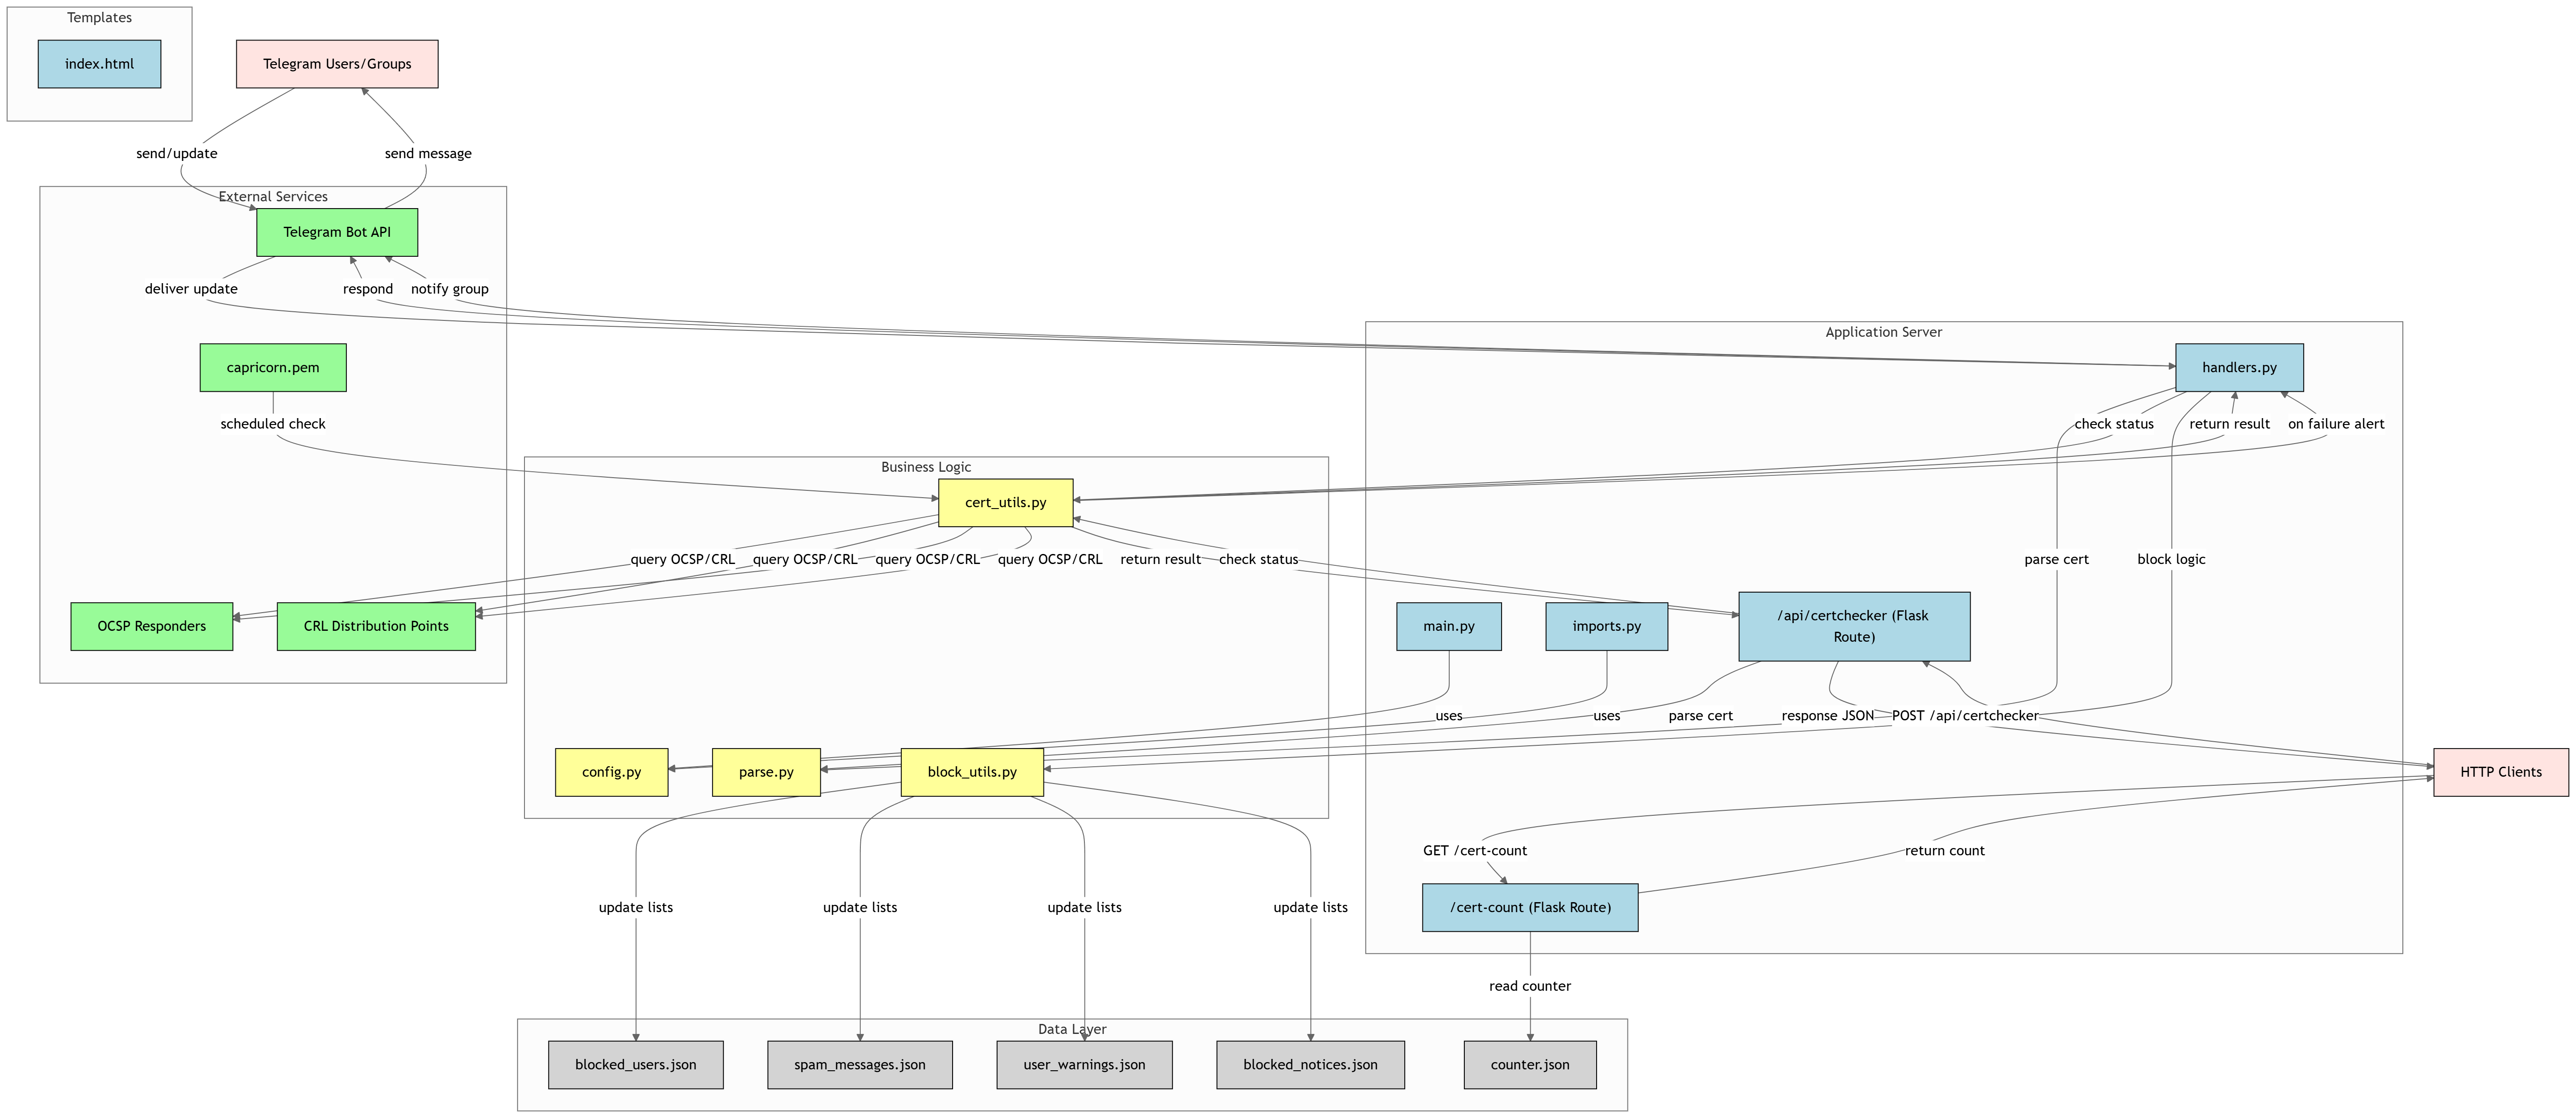 Templates
index.html
Telegram Users/Groups
send/update
send message
External Services
Telegram Bot API
deliver update
respond
notify group
Application Server
capricorn.pem
handlers.py
scheduled check
check status
return result
on failure alert
Business Logic
cert_utils.py
query OCSP/CRL
query OCSP/CRL
query OCSP/CRL
query OCSP/CRL
return result
check status
parse cert
block logic
OCSP Responders
CRL Distribution Points
main.py
imports.py
/api/certchecker (Flask
Route)
uses
uses
parse cert
response JSON
POST /api/certchecker
config.py
parse.py
block_utils.py
HTTP Clients
GET /cert-count
return count
update lists
update lists
update lists
update lists
/cert-count (Flask Route)
read counter
Data Layer
blocked_users.json
spam_messages.json
user_warnings.json
blocked_notices.json
counter.json